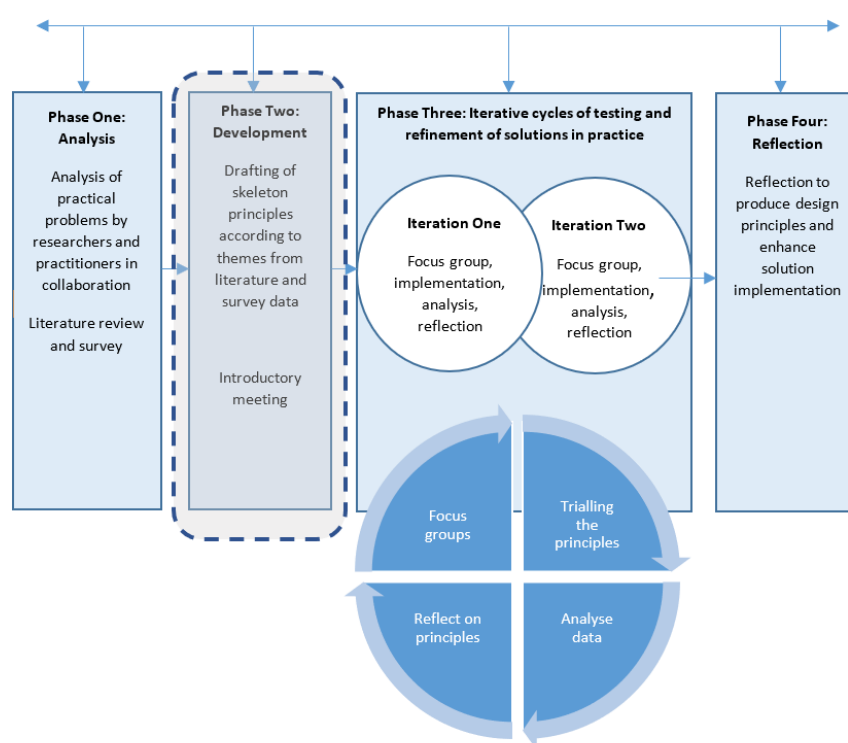 Phase One:
Analysis
Analysis of
practical
problems by
researchers and
practitioners in
collaboration
Literature review
and survey
Phase Two:
Development
Drafting of
skeleton
principles
according to
themes from
literature and
survey data
Introductory
meeting
Phase Three: Iterative cycles of testing and
refinement of solutions in practice
Iteration One
Focus group,
implementation,
analysis,
reflection
Iteration Two
Focus group,
implementation,
analysis,
reflection
Phase Four:
Reflection
Reflection to
produce design
principles and
enhance
solution
implementation
Focus
groups
Trialling
the
principles
Reflect on
principles
Analyse
data